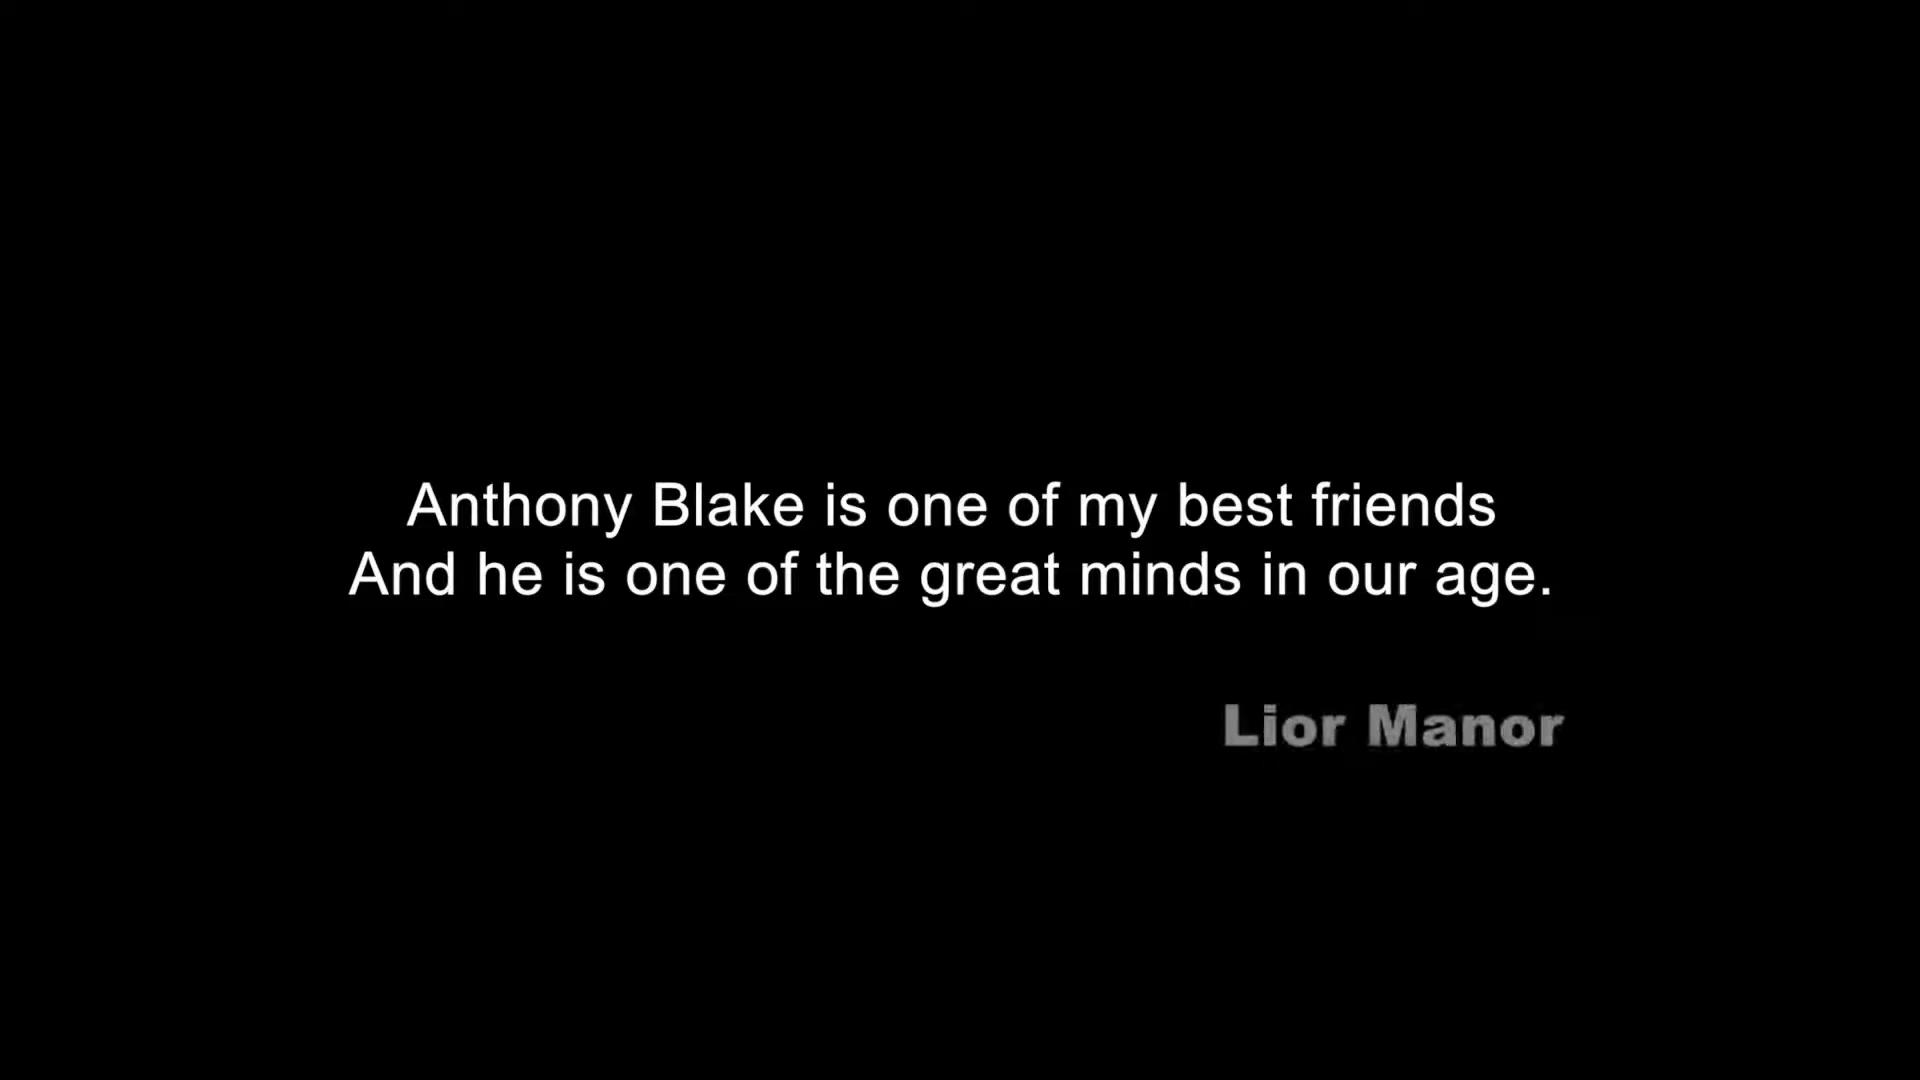 Anthony Blake is one of my best friends
And he is one of the great minds in our age.
Lior Manor